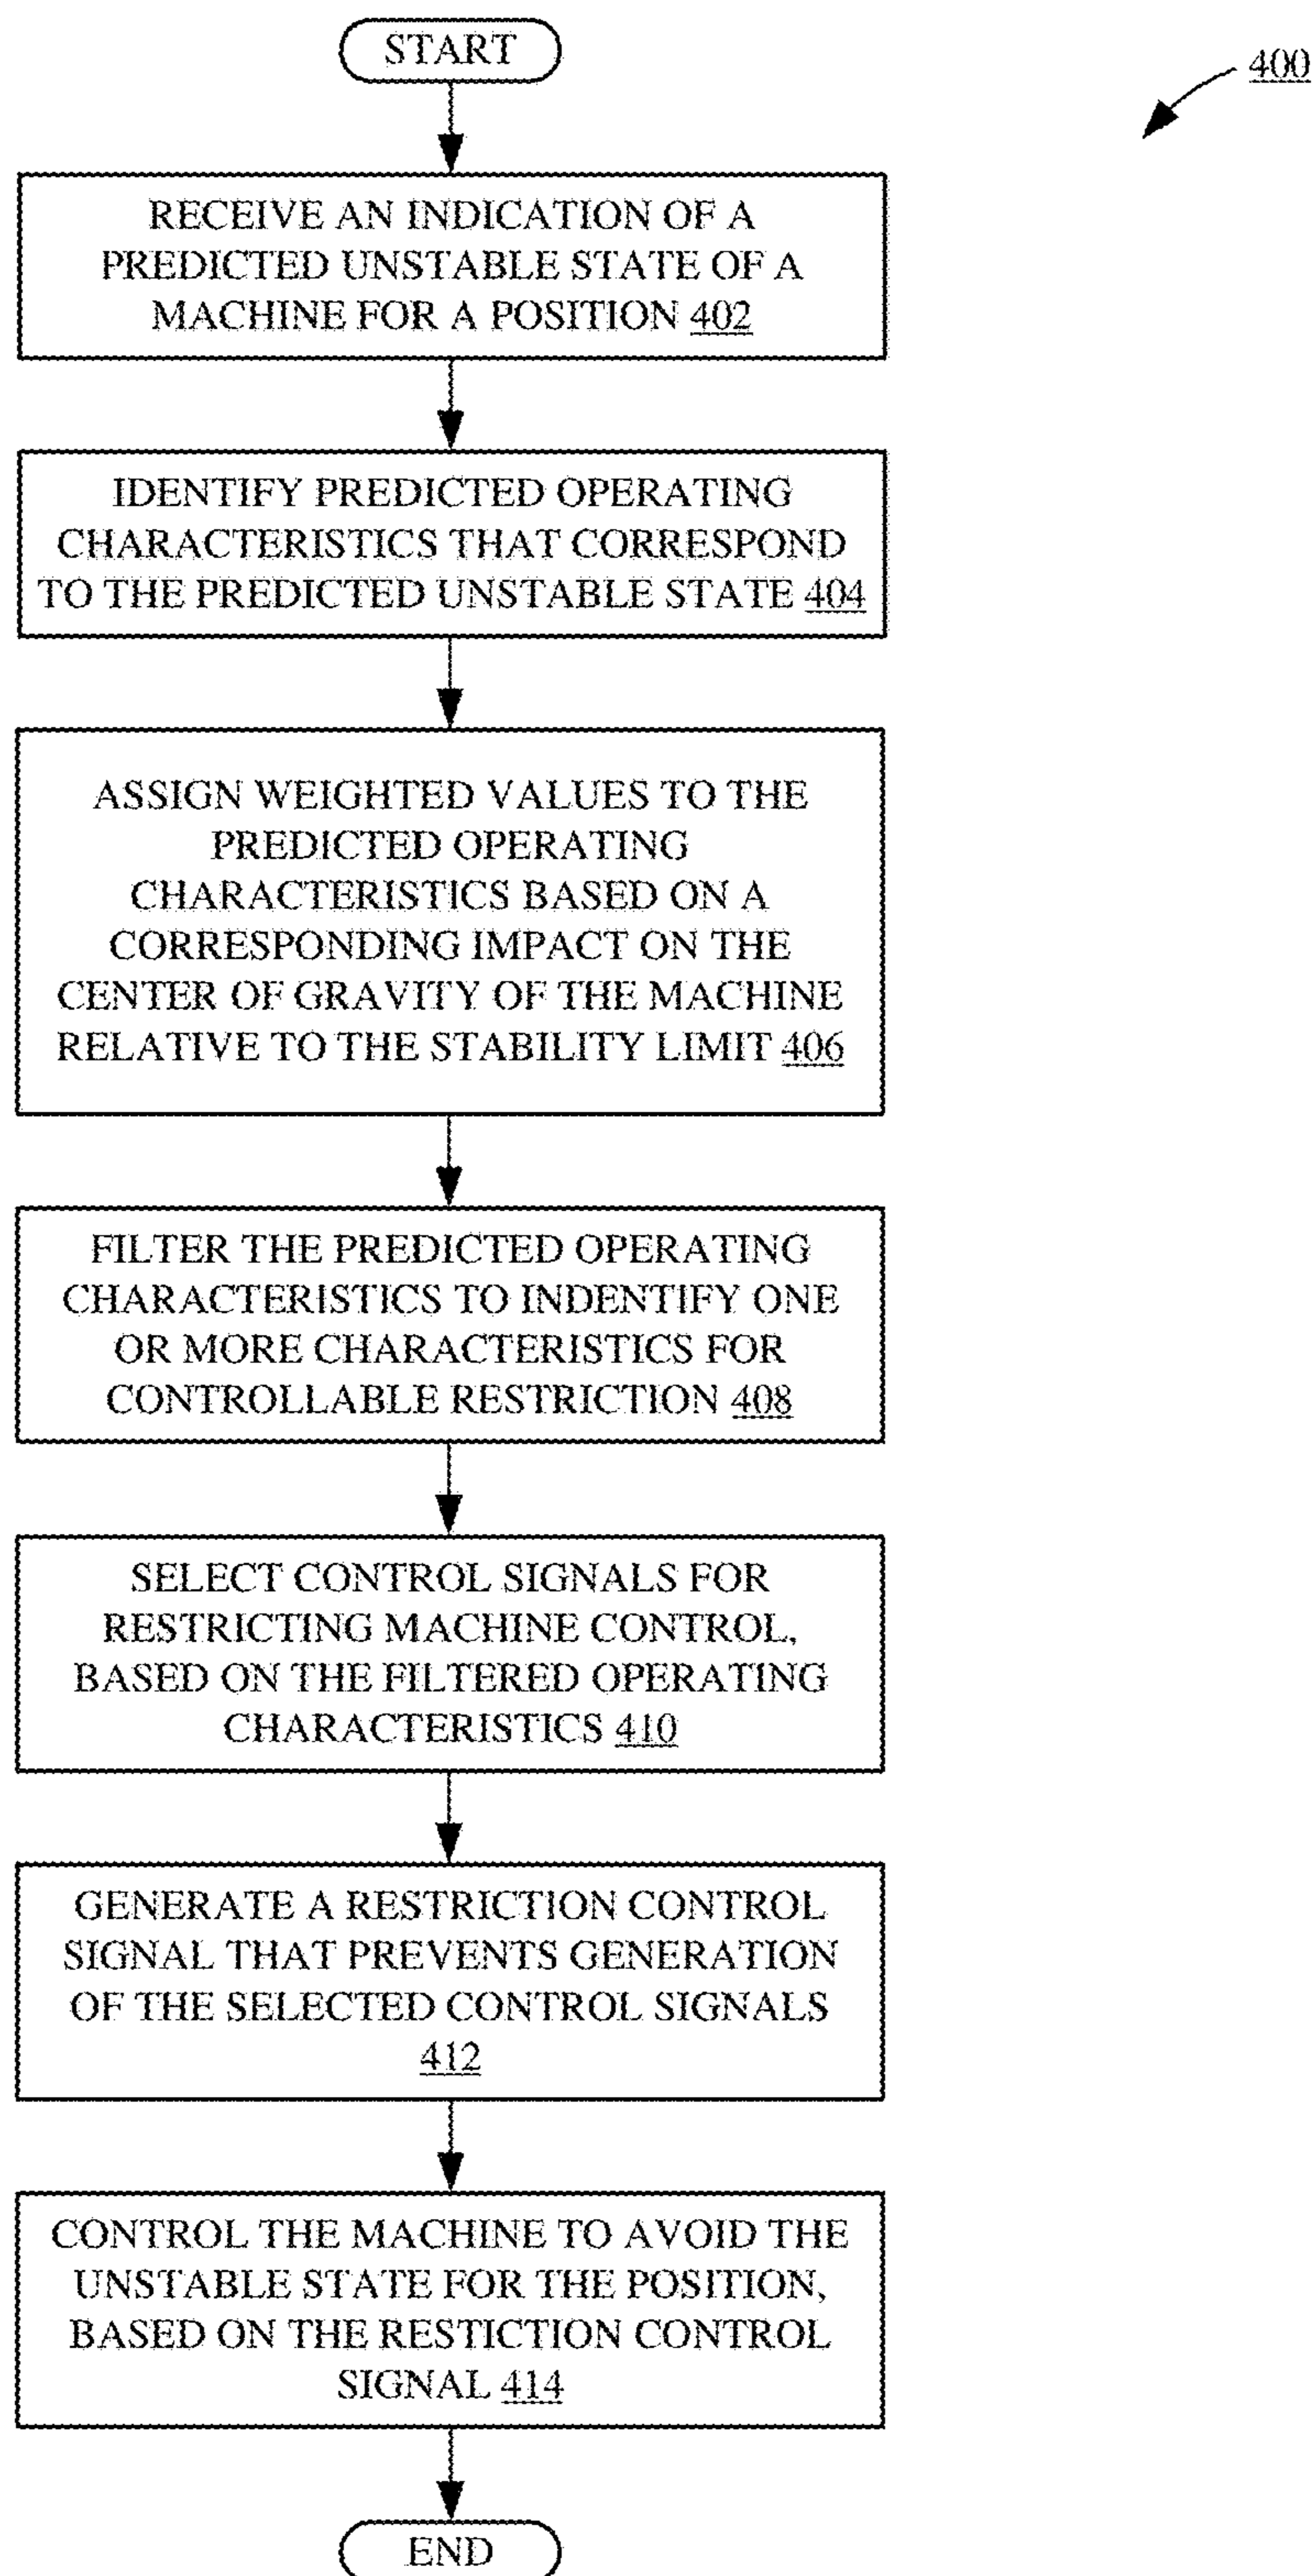 START
400
RECEIVE AN INDICATION OF A
PREDICTED UNSTABLE STATE OF A
MACHINE FOR A POSITION 402
IDENTIFY PREDICTED OPERATING
CHARACTERISTICS THAT CORRESPOND
TO THE PREDICTED UNSTABLE STATE 404
ASSIGN WEIGHTED VALUES TO THE
PREDICTED OPERATING
CHARACTERISTICS BASED ON A
CORRESPONDING IMPACT ON THE
CENTER OF GRAVITY OF THE MACHINE
RELATIVE TO THE STABILITY LIMIT 406
FILTER THE PREDICTED OPERATING
CHARACTERISTICS TO INDENTIFY ONE
OR MORE CHARACTERISTICS FOR
CONTROLLABLE RESTRICTION 408
SELECT CONTROL SIGNALS FOR
RESTRICTING MACHINE CONTROL,
BASED ON THE FILTERED OPERATING
CHARACTERISTICS 410
GENERATE A RESTRICTION CONTROL
SIGNAL THAT PREVENTS GENERATION
OF THE SELECTED CONTROL SIGNALS
412
CONTROL THE MACHINE TO AVOID THE
UNSTABLE STATE FOR THE POSITION,
BASED ON THE RESTICTION CONTROL
SIGNAL 414
END